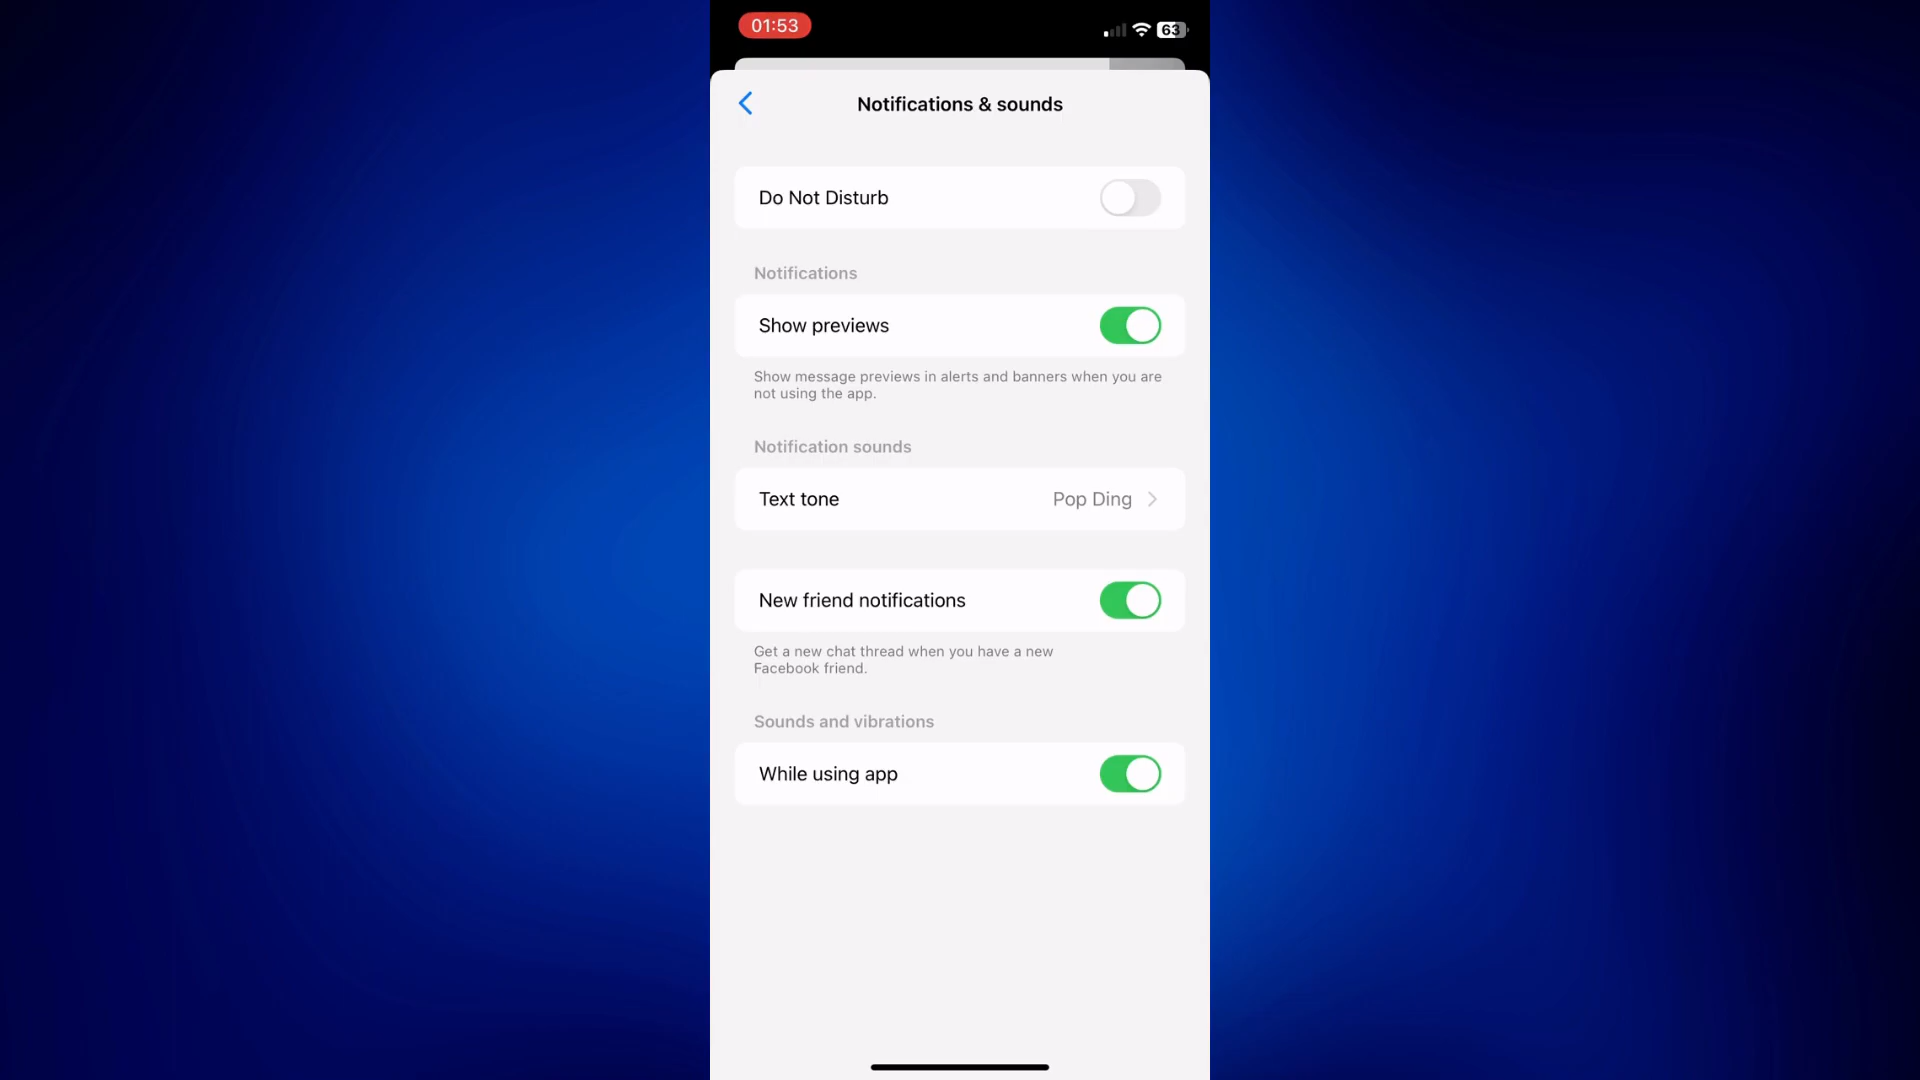 01:53
63
Notifications & sounds
Do Not Disturb
Notifications
Show previews
Show message previews in alerts and banners when you are
not using the app.
Notification sounds
Text tone Pop Ding
New friend notifications
Get a new chat thread when you have a new
Facebook friend.
Sounds and vibrations
While using app